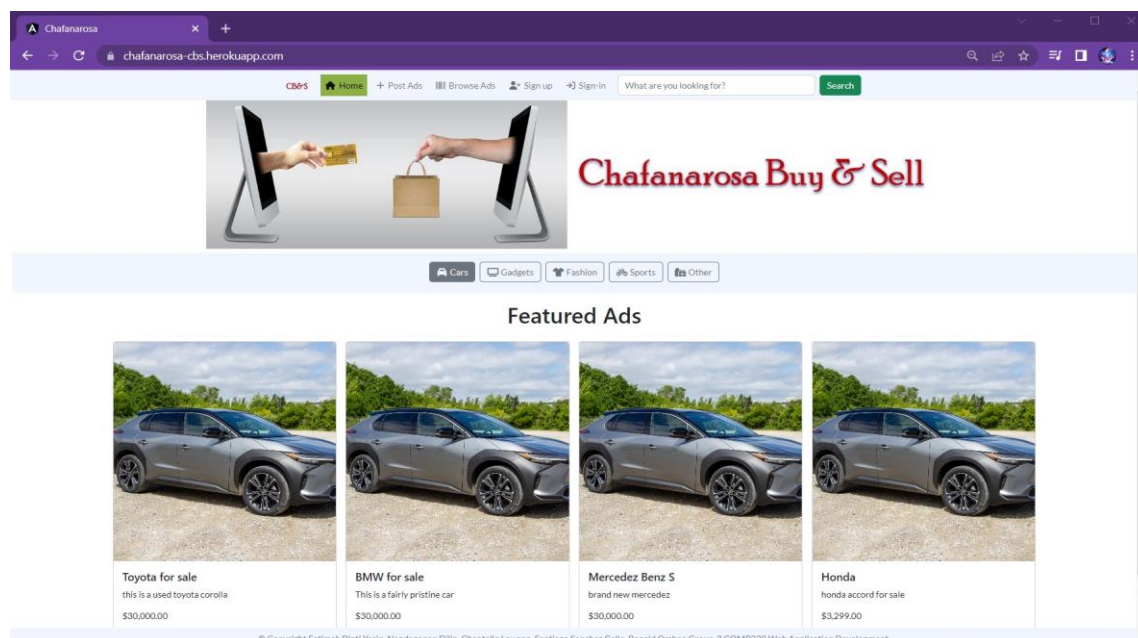 Chafanarosa
chafanarosa-cbs.herokuapp.com
CB&S Home + Post Ads Browse Ads Sign up Sign-in What are you looking for? Search
Chafanarosa Buy & Sell
Cars Gadgets Fashion Sports Other
Featured Ads
Toyota for sale BMW for sale Mercedez Benz S Honda
this is a used toyota corolla This is a fairly pristine car brand new mercedez honda accord for sale
$30,000.00 $30,000.00 $30,000.00 $3,299.00